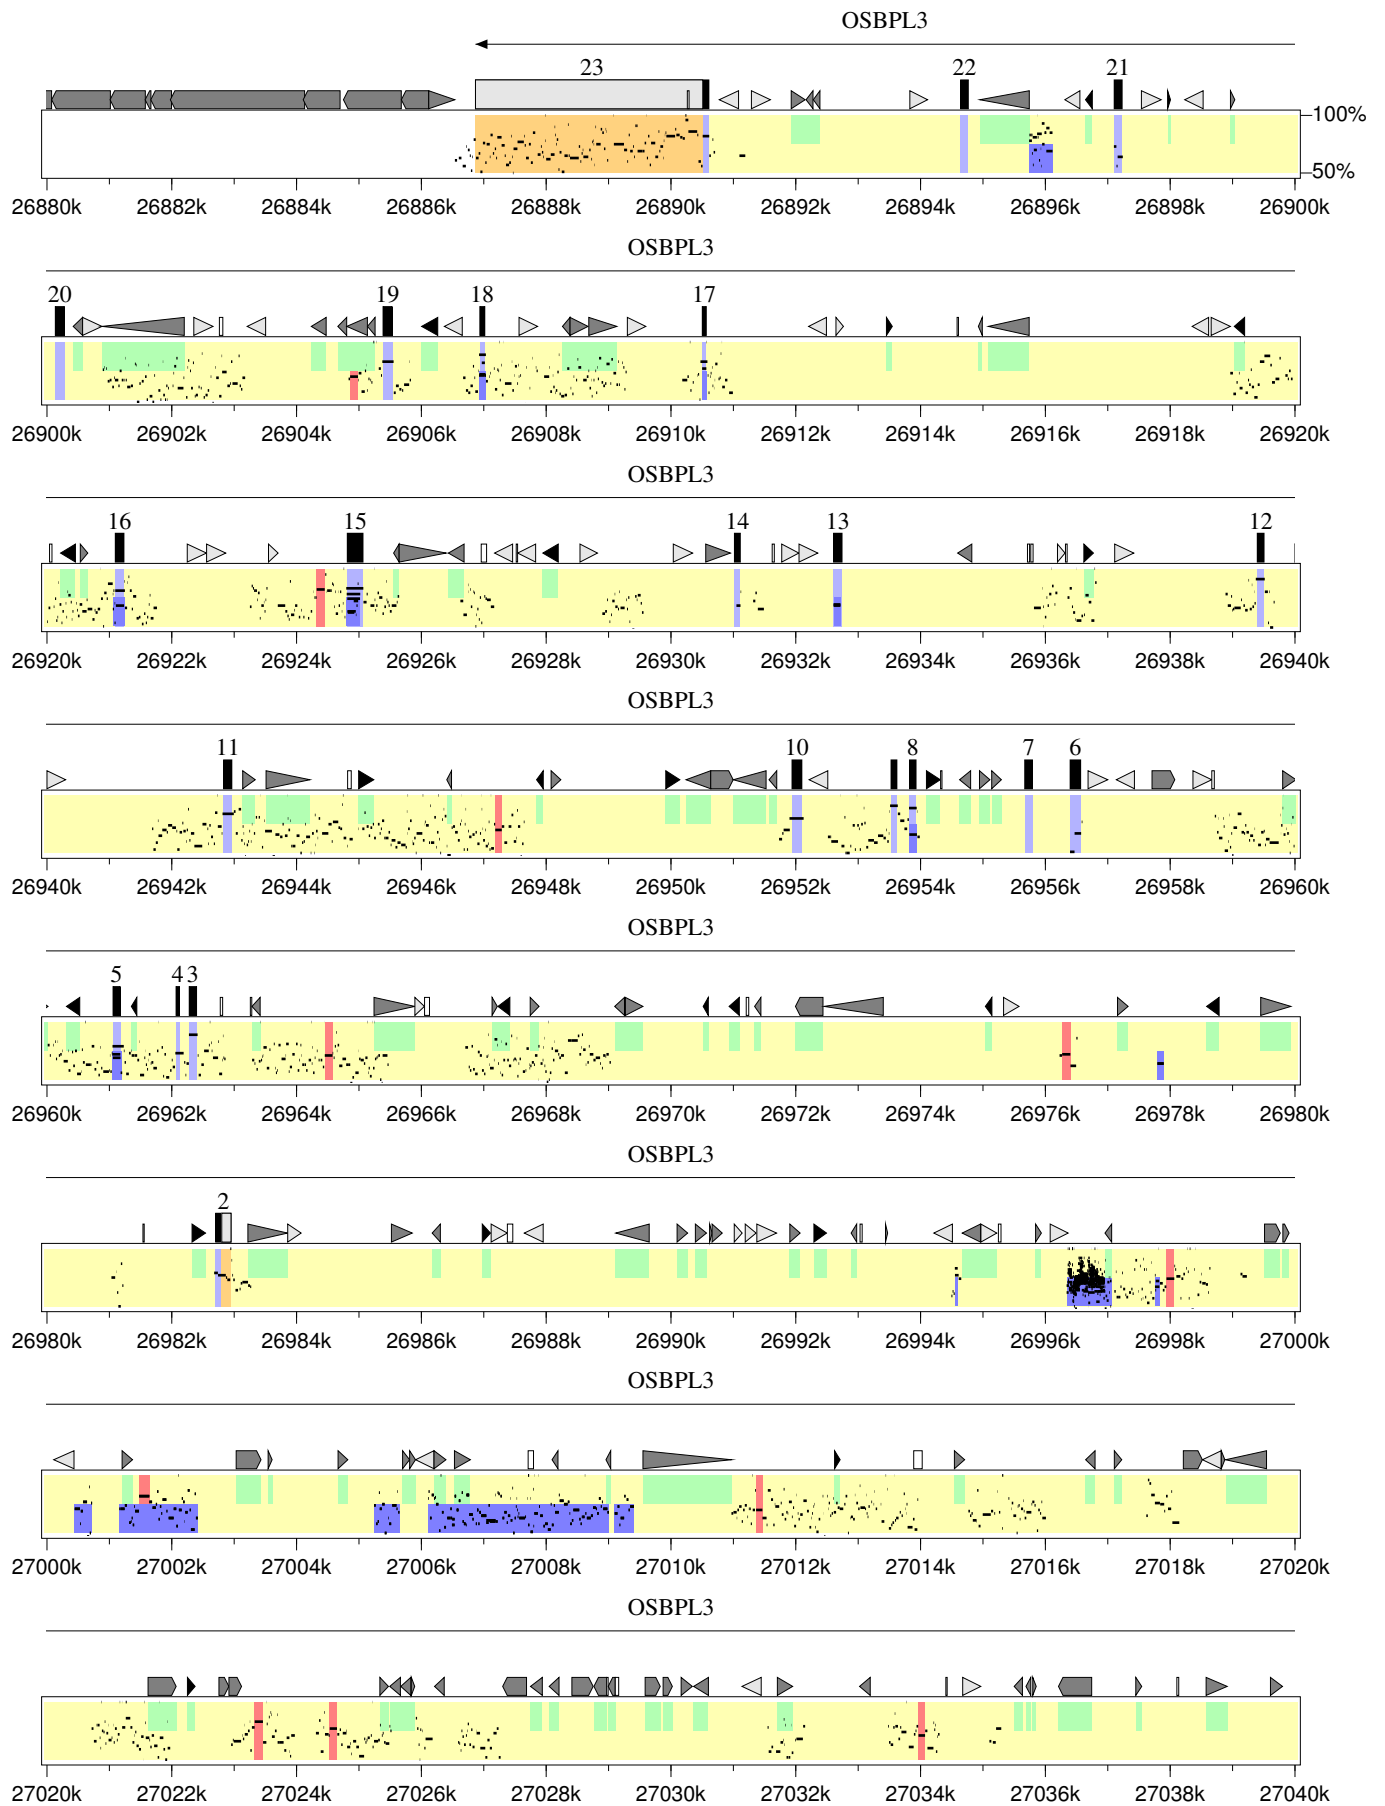 OSBPL3
23 22 21
100%
50%
26880k 26882k 26884k 26886k 26888k 26890k 26892k 26894k 26896k 26898k 26900k
OSBPL3
20 19 18 17
26900k 26902k 26904k 26906k 26908k 26910k 26912k 26914k 26916k 26918k 26920k
OSBPL3
16 15 14 13 12
26920k 26922k 26924k 26926k 26928k 26930k 26932k 26934k 26936k 26938k 26940k
OSBPL3
11 10 8 7 6
26940k 26942k 26944k 26946k 26948k 26950k 26952k 26954k 26956k 26958k 26960k
OSBPL3
5 4 3
26960k 26962k 26964k 26966k 26968k 26970k 26972k 26974k 26976k 26978k 26980k
OSBPL3
2
26980k 26982k 26984k 26986k 26988k 26990k 26992k 26994k 26996k 26998k 27000k
OSBPL3
27000k 27002k 27004k 27006k 27008k 27010k 27012k 27014k 27016k 27018k 27020k
OSBPL3
27020k 27022k 27024k 27026k 27028k 27030k 27032k 27034k 27036k 27038k 27040k